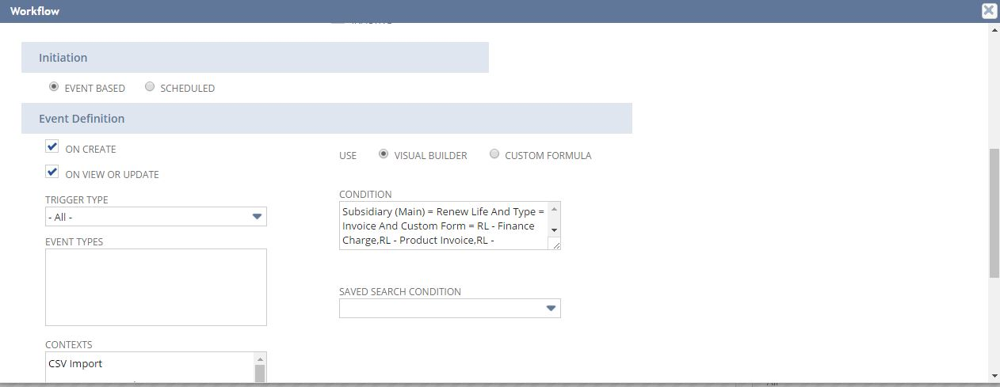 Workflow
Initiation
EVENT BASED SCHEDULED
Event Definition
ON CREATE
ON VIEW OR UPDATE
USE VISUAL BUILDER CUSTOM FORMULA
TRIGGER TYPE
- All -
EVENT TYPES
CONDITION
Subsidiary (Main) = Renew Life And Type =
Invoice And Custom Form = RL - Finance
Charge,RL - Product Invoice,RL -
SAVED SEARCH CONDITION
CONTEXTS
CSV Import